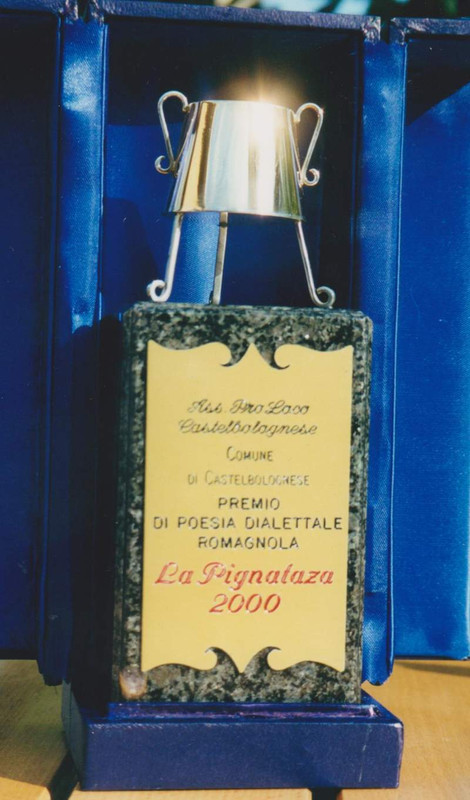 Ass. Pro Loco
Castelbolognese
COMUNE
DI CASTELBOLOGNESE
PREMIO
DI POESIA DIALETTALE
ROMAGNOLA
La Pignataza
2000